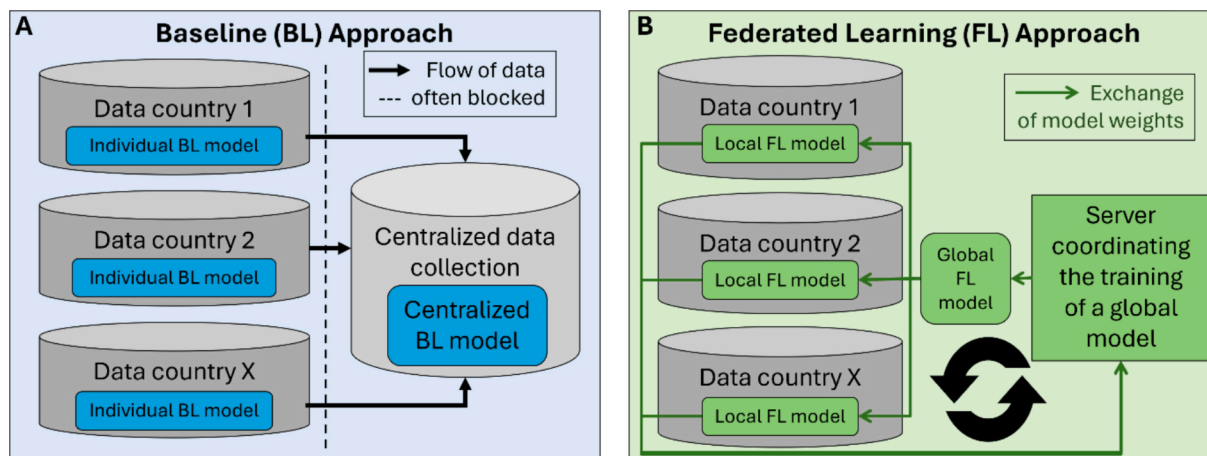 A
Baseline (BL) Approach
Flow of data
often blocked
Data country 1
Individual BL model
Data country 2
Individual BL model
Data country X
Individual BL model
Centralized data
collection
Centralized
BL model
B
Federated Learning (FL) Approach
Exchange
of model weights
Data country 1
Local FL model
Data country 2
Local FL model
Data country X
Local FL model
Global
FL
model
Server
coordinating
the training
of a global
model